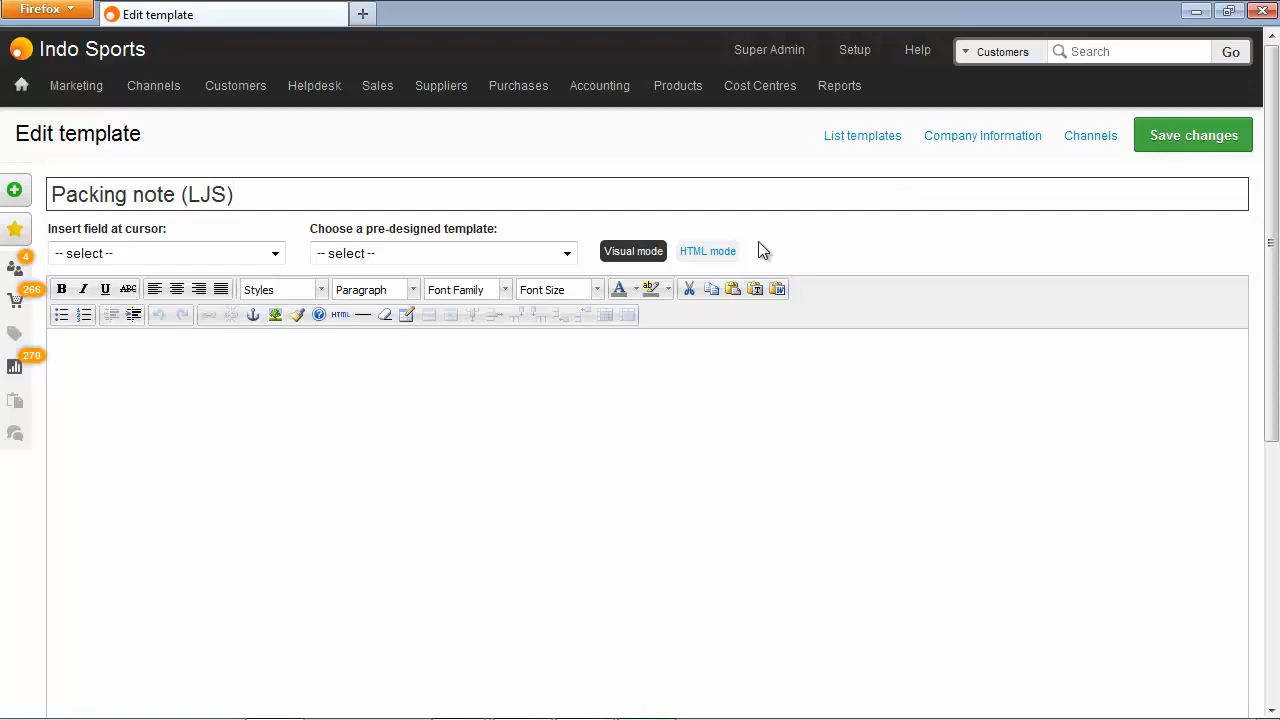 Firefox
Edit template
Indo Sports
Super Admin
Setup
Help
Customers
Search
Go
Marketing
Channels
Customers
Helpdesk
Sales
Suppliers
Purchases
Accounting
Products
Cost Centres
Reports
Edit template
List templates
Company information
Channels
Save changes
Packing note (LJS)
Insert field at cursor:
Choose a pre-designed template:
-- select --
-- select --
Visual mode
HTML mode
4
266
270
B I U ABC
Styles
Paragraph
Font Family
Font Size
HTML